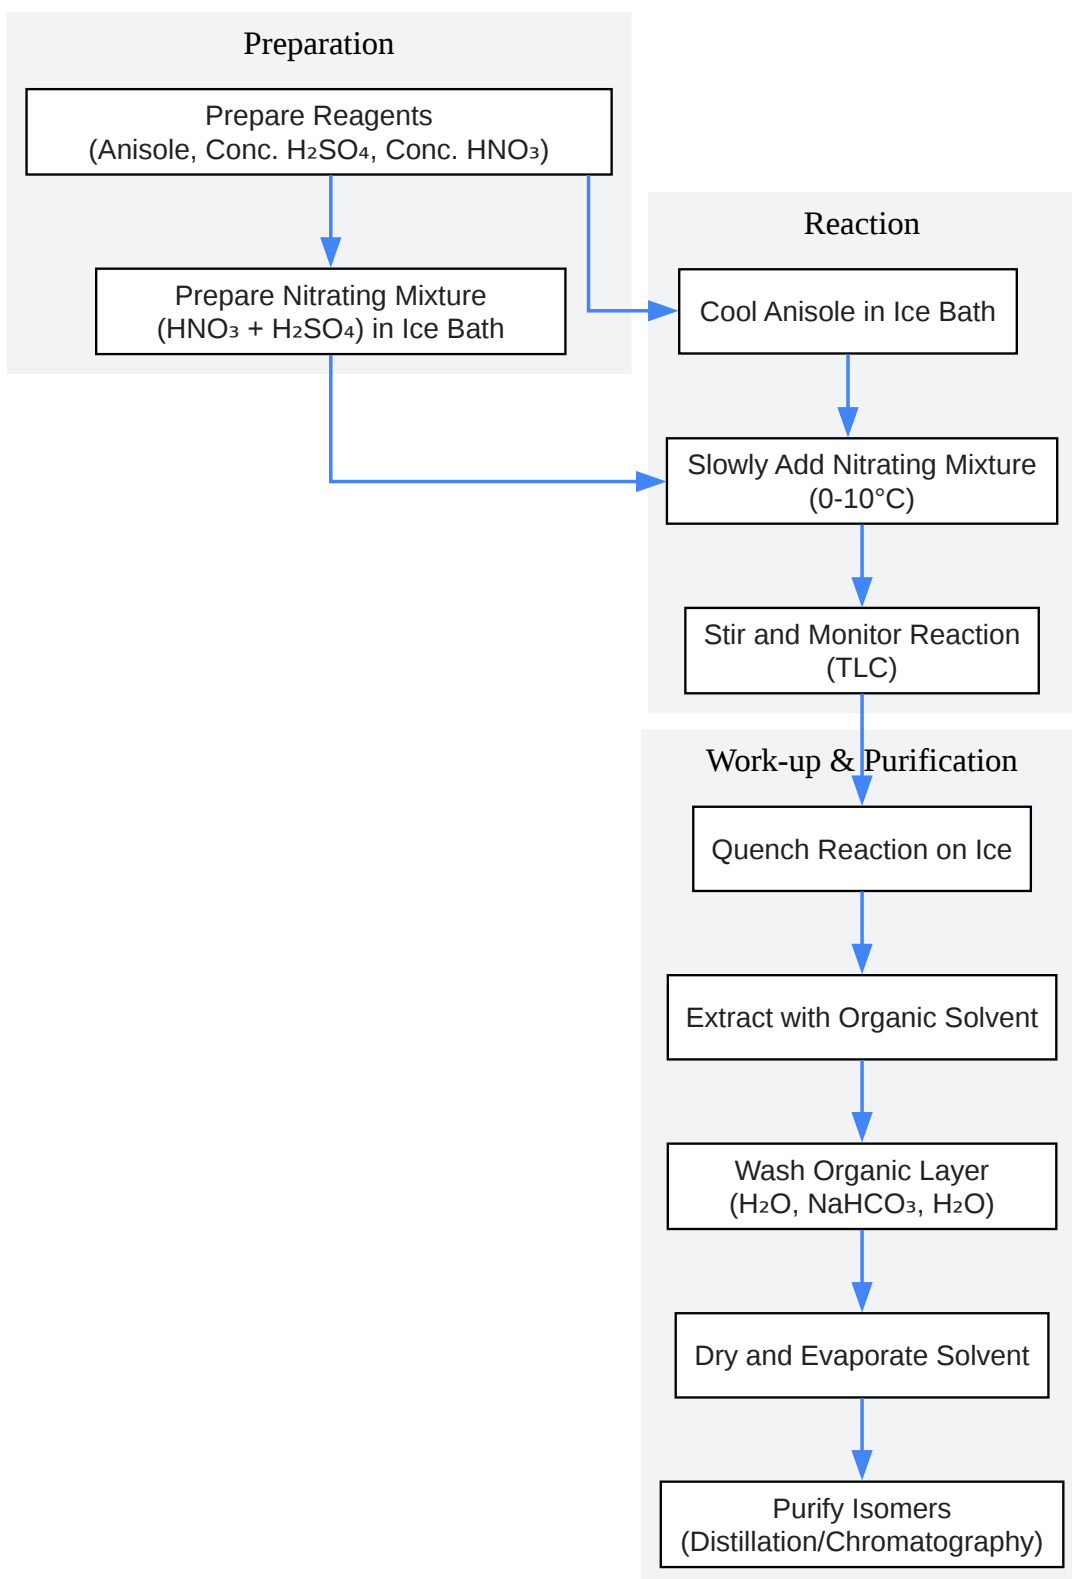 Preparation
Prepare Reagents
(Anisole, Conc. H₂SO₄, Conc. HNO₃)
Prepare Nitrating Mixture
(HNO₃ + H₂SO₄) in Ice Bath
Reaction
Cool Anisole in Ice Bath
Slowly Add Nitrating Mixture
(0-10°C)
Stir and Monitor Reaction
(TLC)
Work-up & Purification
Quench Reaction on Ice
Extract with Organic Solvent
Wash Organic Layer
(H₂O, NaHCO₃, H₂O)
Dry and Evaporate Solvent
Purify Isomers
(Distillation/Chromatography)